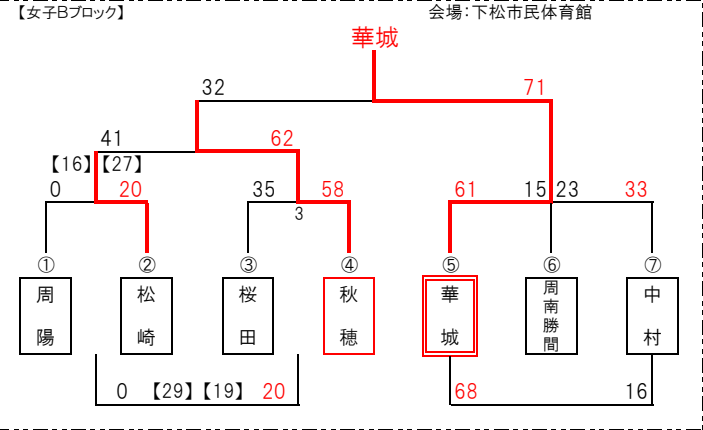 【女子Bブロック】 会場：下松市民体育館
華城
32 71
41 62
【16】【27】
0 20 35 58 61 15 23 33
3
① ② ③ ④ ⑤ ⑥ ⑦
周陽 松崎 桜田 秋穂 華城 周南勝間 中村
0 【29】【19】 20 68 16